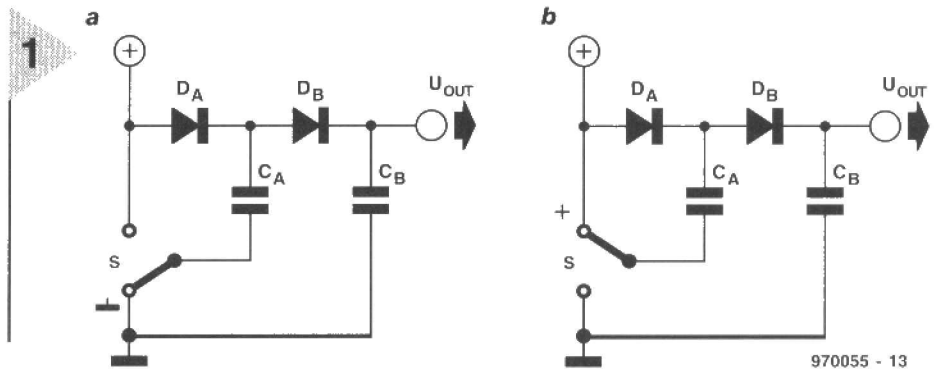 1
a
b
+
+
D_A
D_B
U_OUT
C_A
C_B
S
D_A
D_B
U_OUT
C_A
C_B
+
S
970055 - 13